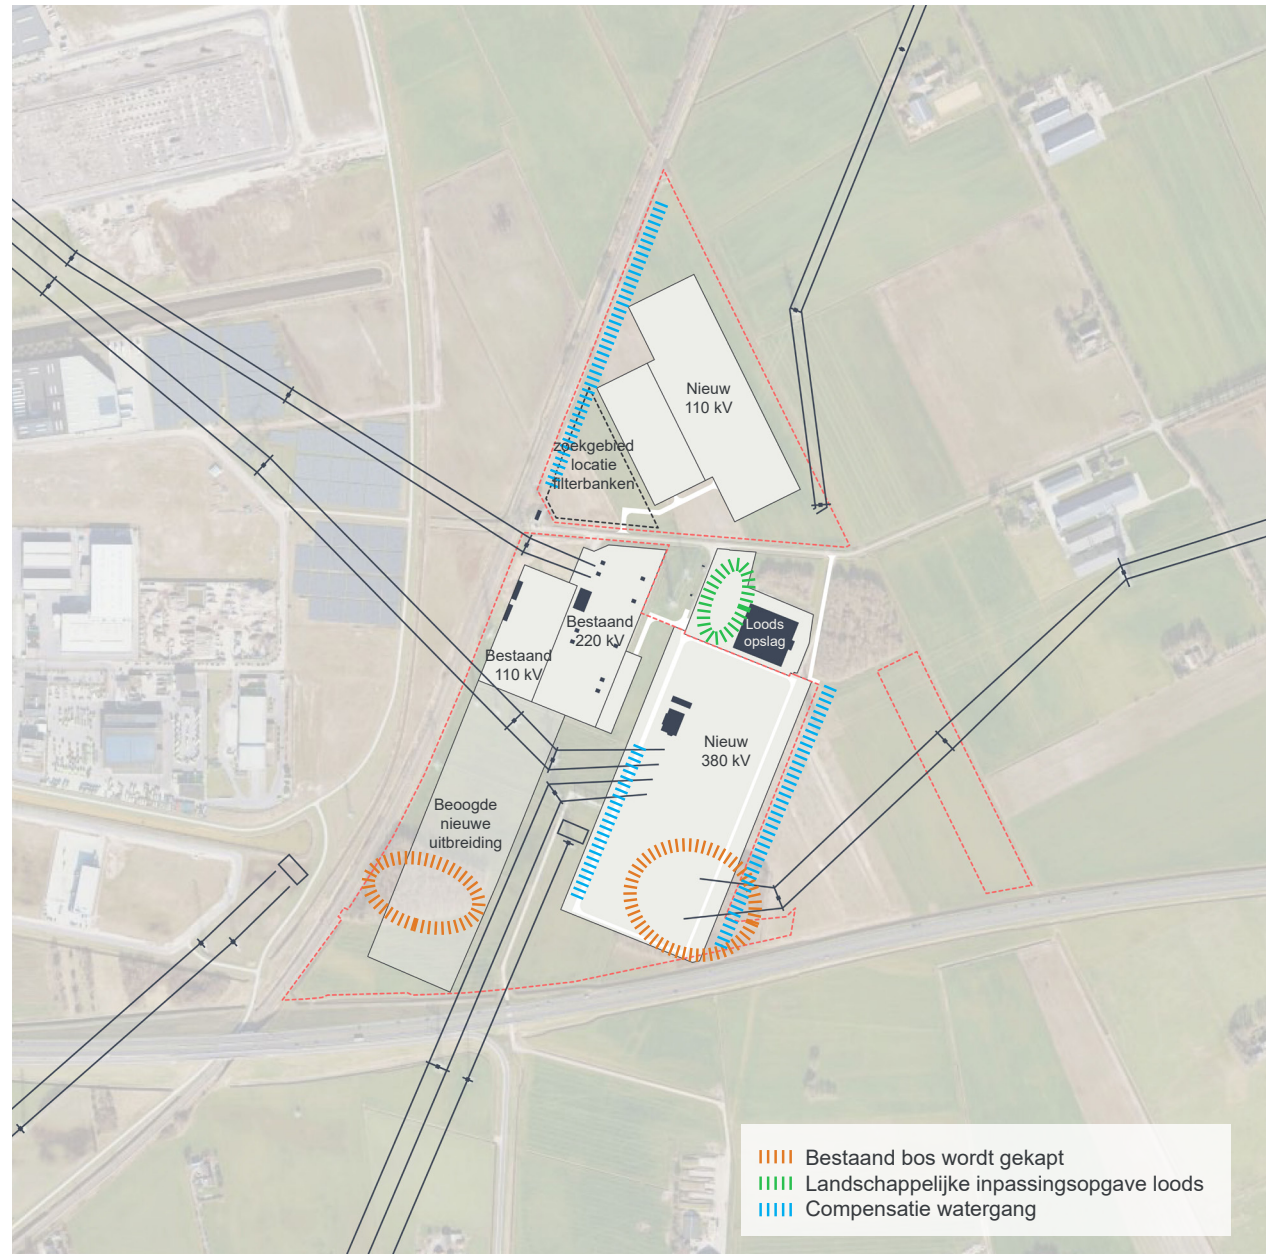 Nieuw
110 kV
zoekgebied
locatie
filterbanken
Bestaand
220 kV
Bestaand
110 kV
Loods
opslag
Nieuw
380 kV
Beoogde
nieuwe
uitbreiding
Bestaand bos wordt gekapt
Landschappelijke inpassingsopgave loods
Compensatie watergang